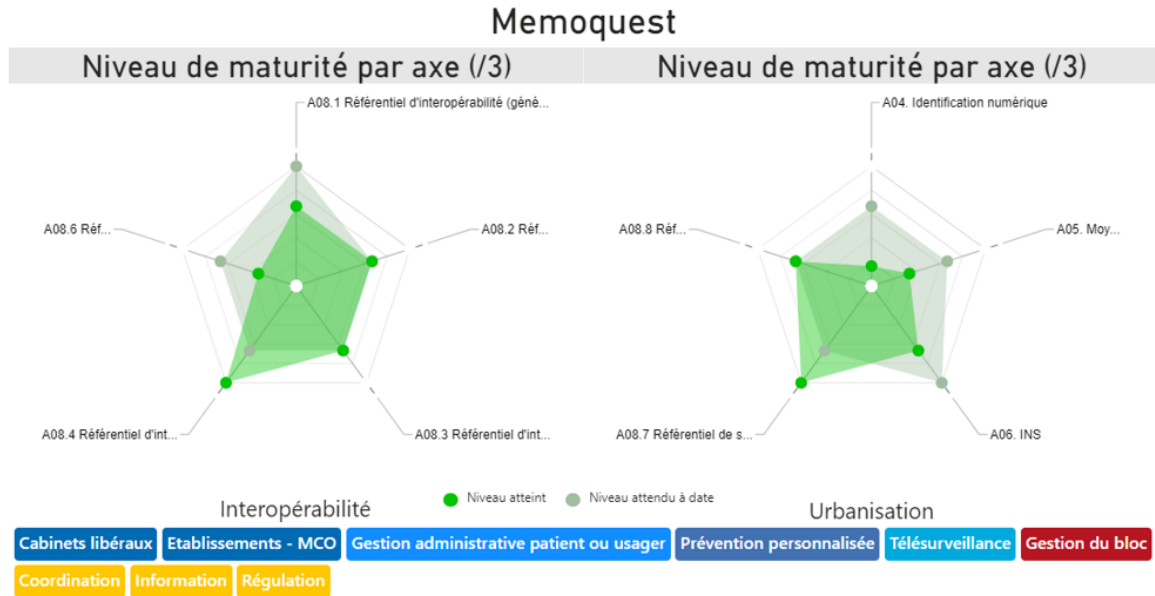 Memoquest
Niveau de maturité par axe (/3)
Niveau de maturité par axe (/3)
A08.1 Référentiel d'interopérabilité (géné...
A04. Identification numérique
A08.6 Réf...
A08.2 Réf...
A08.8 Réf...
A05. Moy...
A08.4 Référentiel d'int...
A08.3 Référentiel d'int...
A08.7 Référentiel de s...
A06. INS
Interopérabilité
Niveau atteint
Niveau attendu à date
Urbanisation
Cabinets libéraux Etablissements - MCO Gestion administrative patient ou usager Prévention personnalisée Télésurveillance Gestion du bloc
Coordination Information Régulation